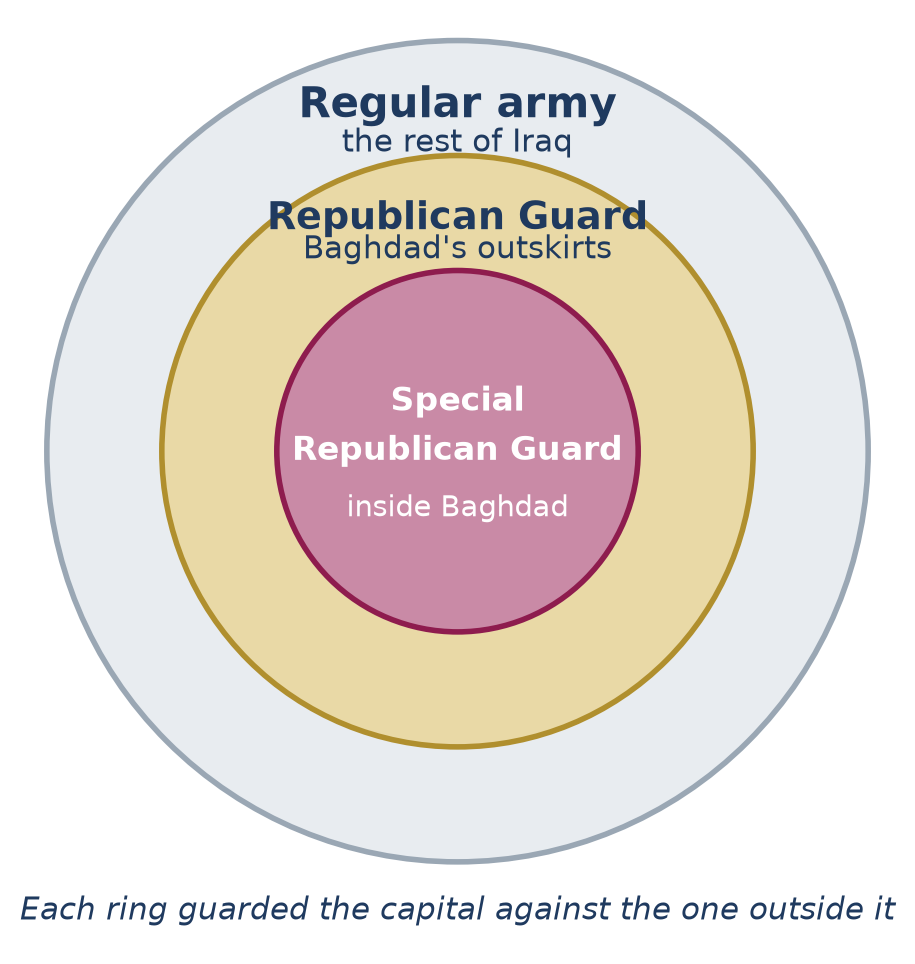 Regular army
the rest of Iraq
Republican Guard
Baghdad's outskirts
Special
Republican Guard
inside Baghdad
Each ring guarded the capital against the one outside it